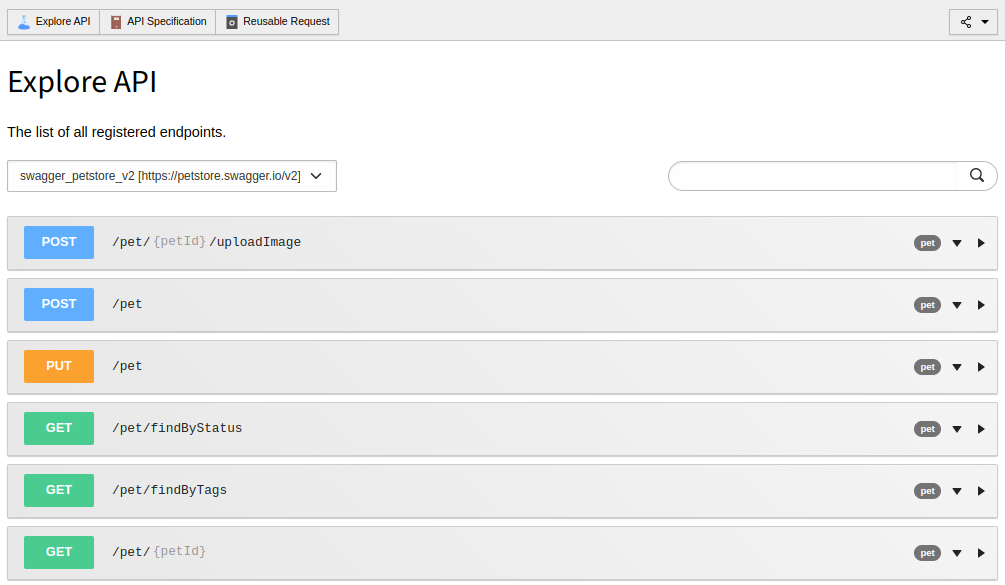 Explore API API Specification Reusable Request
Explore API
The list of all registered endpoints.
swagger_petstore_v2 [https://petstore.swagger.io/v2]
POST /pet/{petId}/uploadImage pet
POST /pet pet
PUT /pet pet
GET /pet/findByStatus pet
GET /pet/findByTags pet
GET /pet/{petId} pet